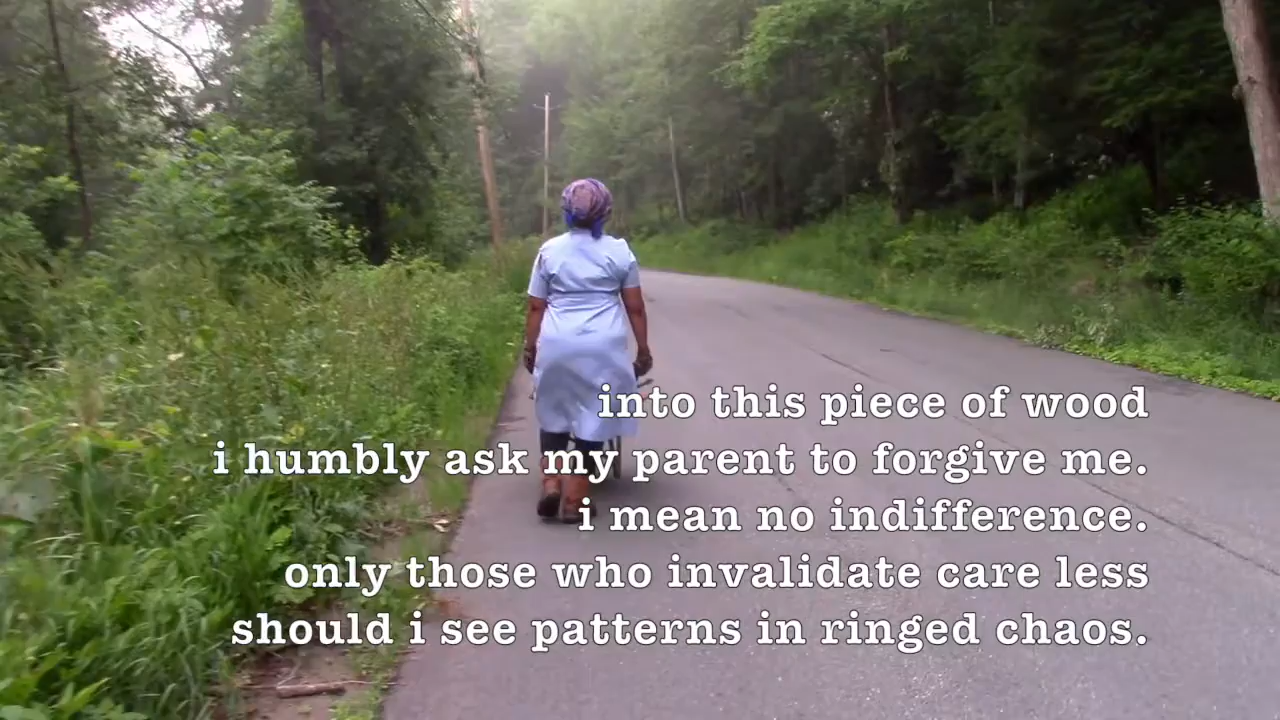 into this piece of wood
i humbly ask my parent to forgive me.
i mean no indifference.
only those who invalidate care less
should i see patterns in ringed chaos.